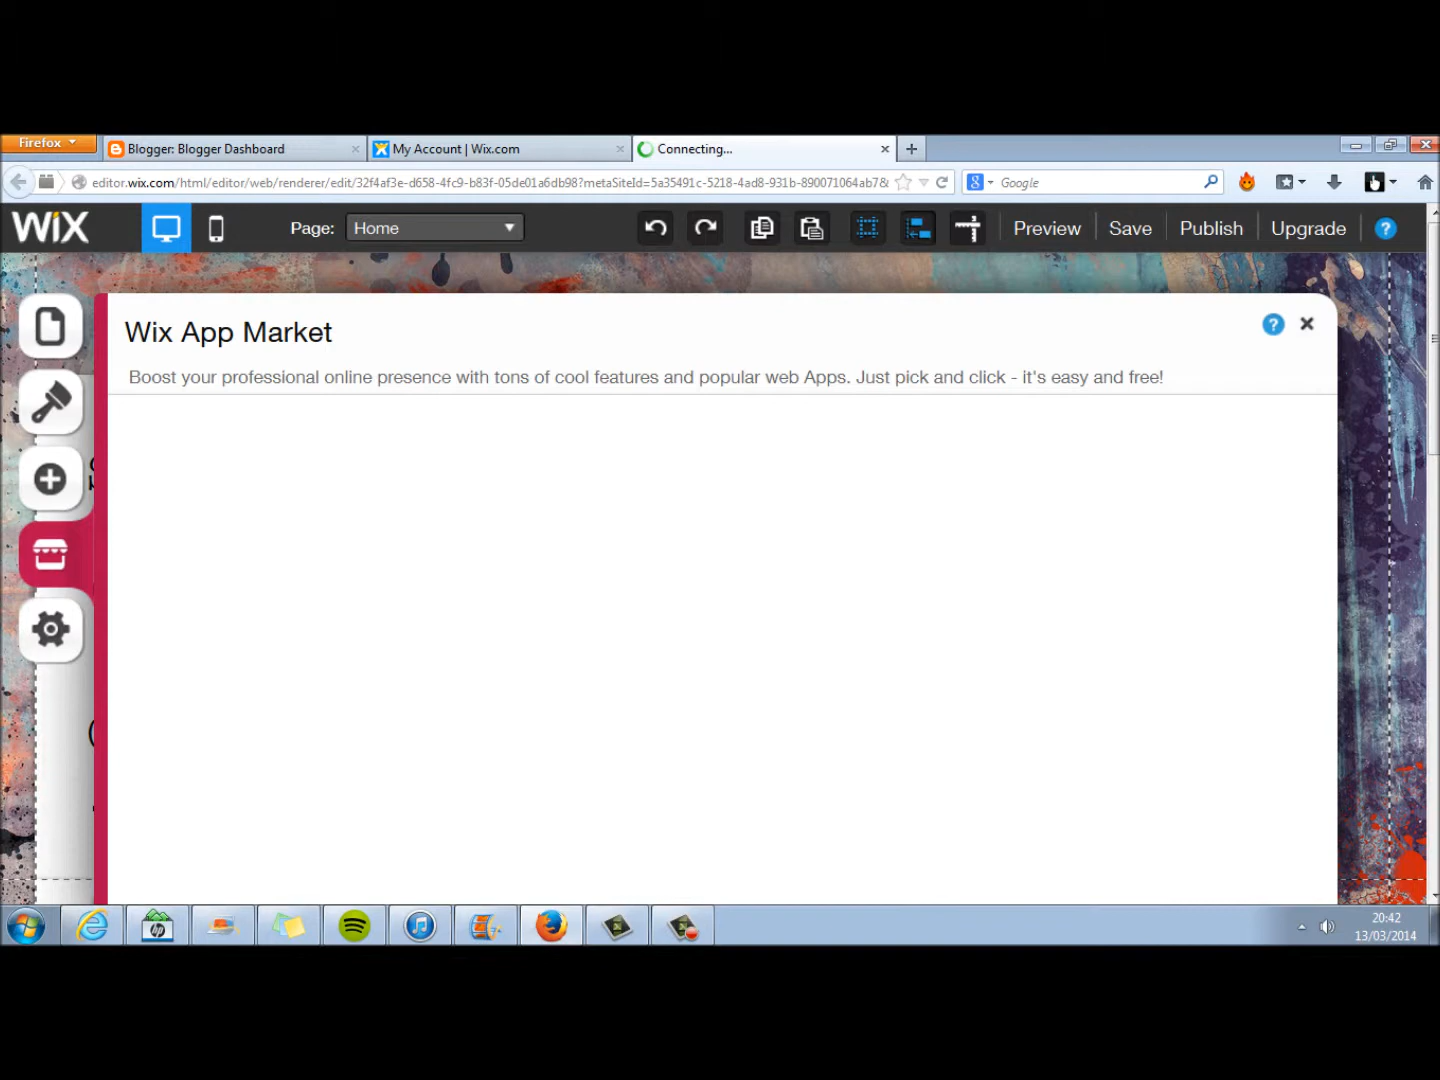 Firefox
Blogger: Blogger Dashboard
My Account | Wix.com
Connecting...
editor.wix.com/html/editor/web/renderer/edit/32f4af3e-d658-4fc9-b83f-05de01a6db98?metaSiteId=5a35491c-5218-4ad8-931b-890071064ab7&
Google
WiX
Page:
Home
Preview
Save
Publish
Upgrade
Wix App Market
Boost your professional online presence with tons of cool features and popular web Apps. Just pick and click - it's easy and free!
20:42
13/03/2014